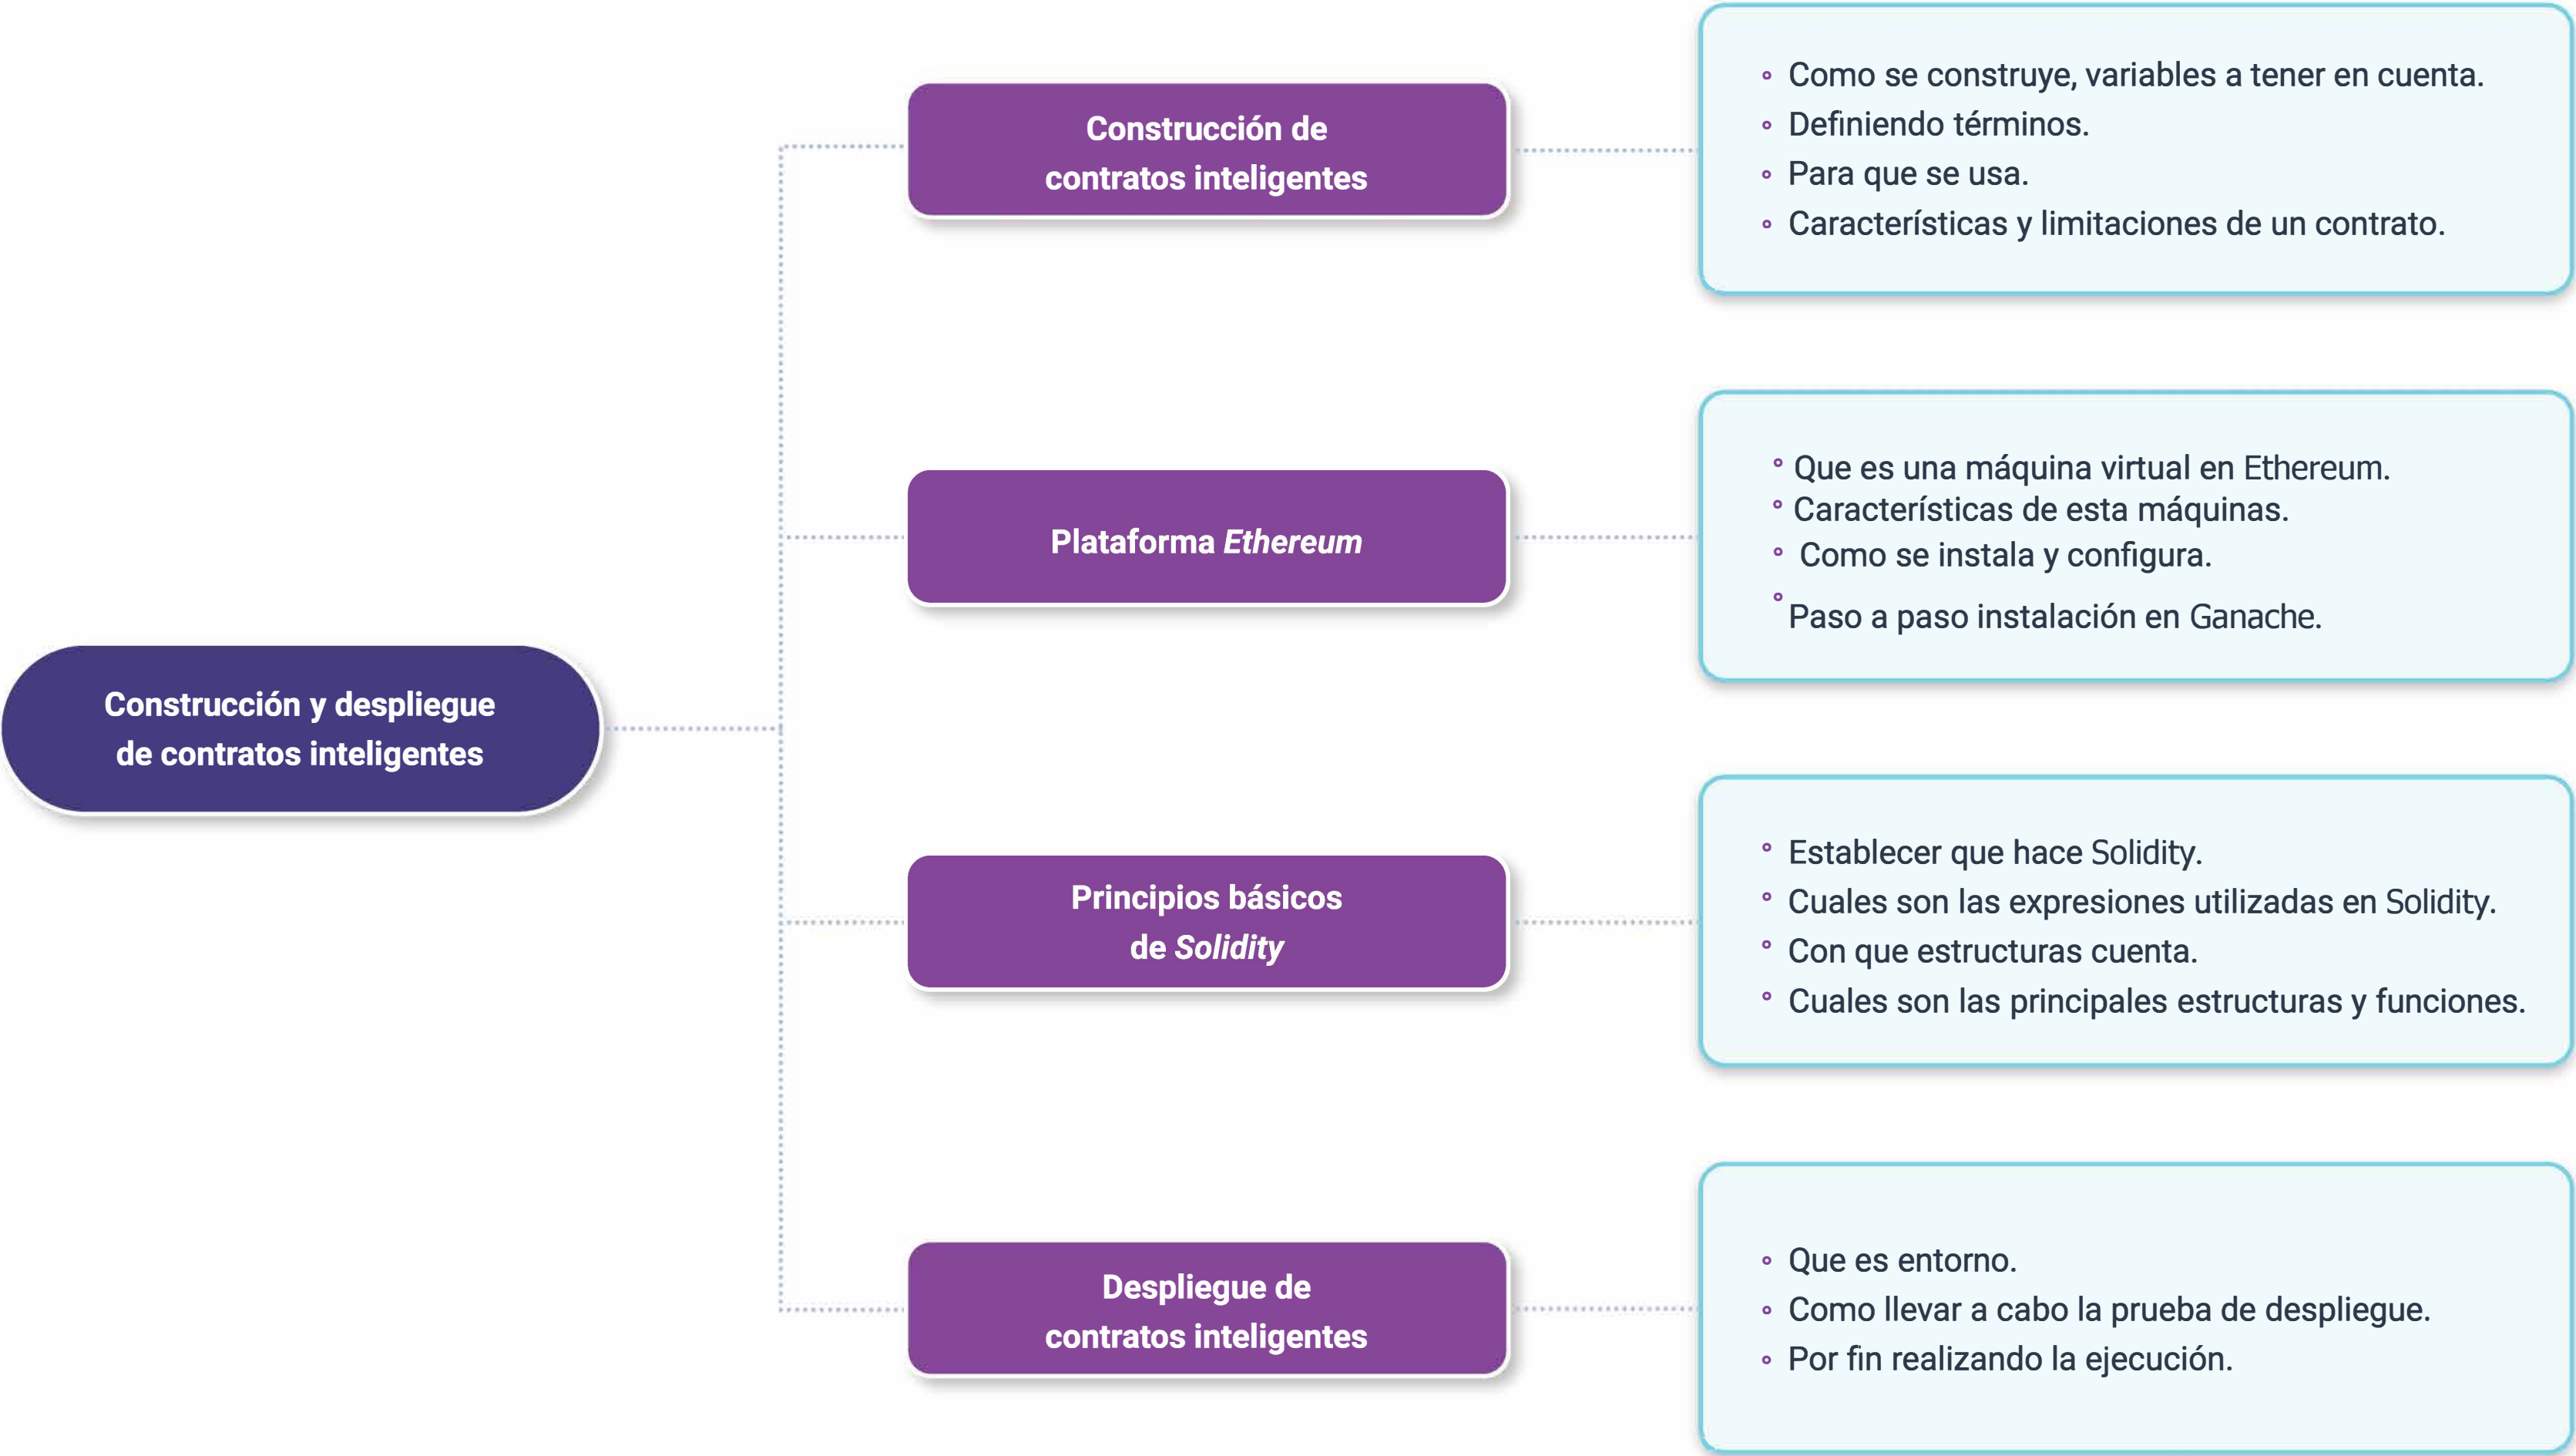 Construcción y despliegue
de contratos inteligentes
Construcción de
contratos inteligentes
Como se construye, variables a tener en cuenta.
Definiendo términos.
Para que se usa.
Características y limitaciones de un contrato.
Plataforma Ethereum
Que es una máquina virtual en Ethereum.
Características de esta máquinas.
Como se instala y configura.
Paso a paso instalación en Ganache.
Principios básicos
de Solidity
Establecer que hace Solidity.
Cuales son las expresiones utilizadas en Solidity.
Con que estructuras cuenta.
Cuales son las principales estructuras y funciones.
Despliegue de
contratos inteligentes
Que es entorno.
Como llevar a cabo la prueba de despliegue.
Por fin realizando la ejecución.